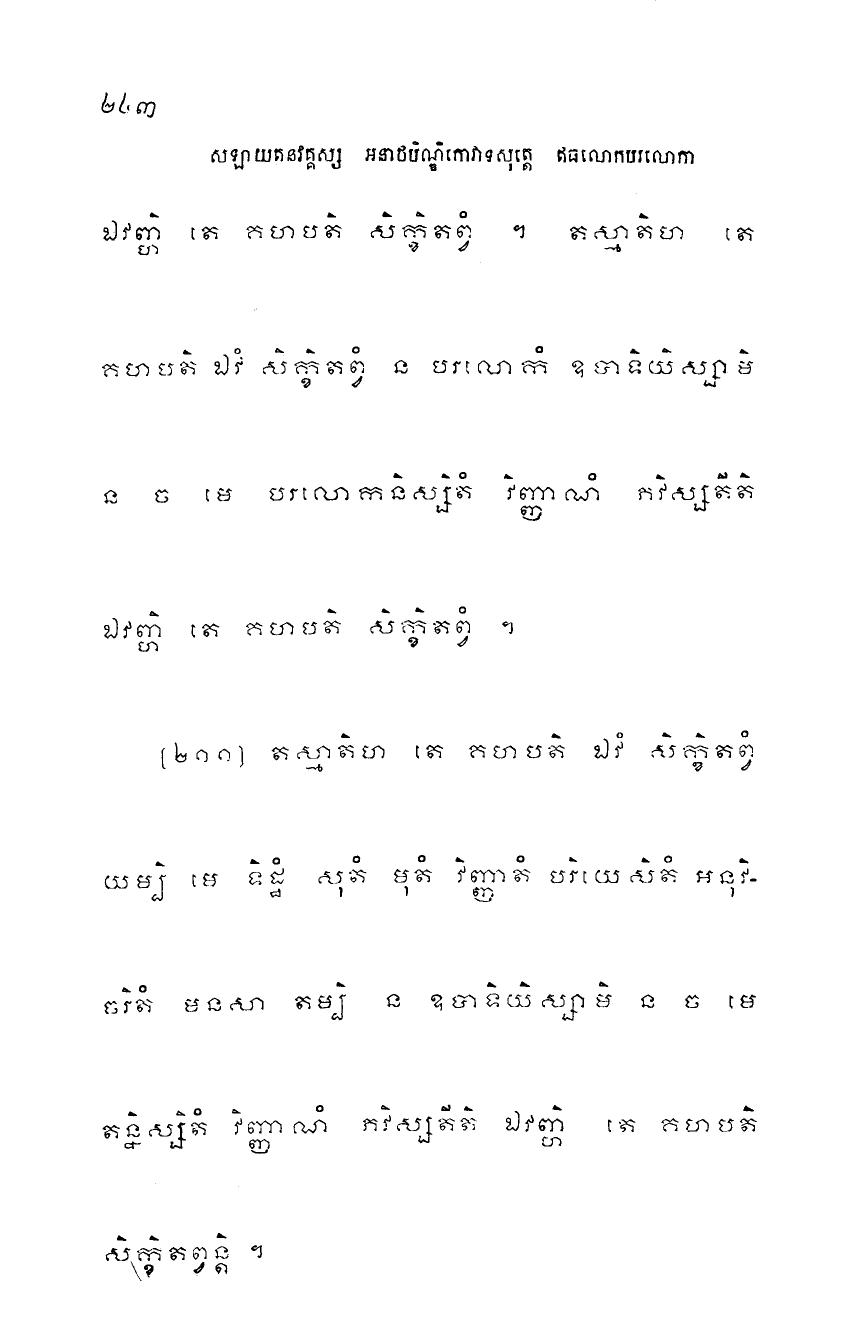 ២៤៣
សឡាយតនវគ្គស្ស អនាថបិណ្ឌិកោវាទសុត្តេ ឥធលោកបរលោកា
ឯវញ្ហិ តេ គហបតិ សិក្ខិតព្វំ ។ តស្មាតិហ តេ
គហបតិ ឯវំ សិក្ខិតព្វំ ន បរលោកំ ឧបាទិយិស្សាមិ
ន ច មេ បរលោកនិស្សិតំ វិញ្ញាណំ ភវិស្សតីតិ
ឯវញ្ហិ តេ គហបតិ សិក្ខិតព្វំ ។
(២១១) តស្មាតិហ តេ គហបតិ ឯវំ សិក្ខិតព្វំ
យម្បិ មេ ទិដ្ឋំ សុតំ មុតំ វិញ្ញាតំ បរិយេសិតំ អនុវិ-
ចរិតំ មនសា តម្បិ ន ឧបាទិយិស្សាមិ ន ច មេ
តន្និស្សិតំ វិញ្ញាណំ ភវិស្សតីតិ ឯវញ្ហិ តេ គហបតិ
សិក្ខិតព្វន្តិ ។